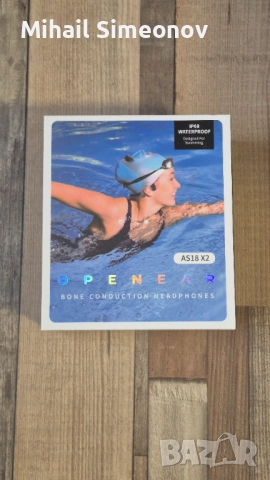 Mihail Simeonov
IP68
WATERPROOF
Designed For
Swimming
AS18 X2
OPENEAR
BONE CONDUCTION HEADPHONES
BAZAR